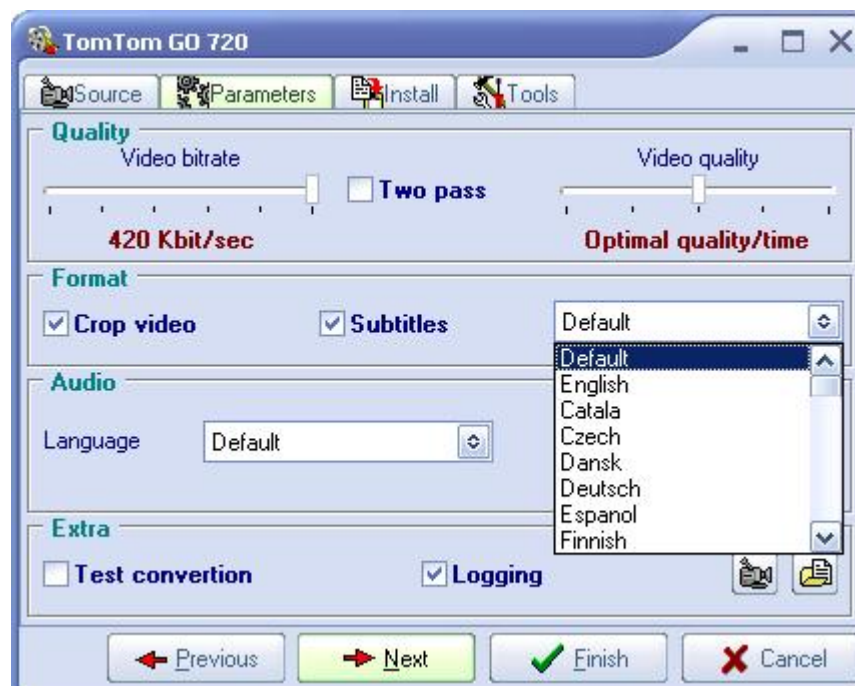 TomTom GO 720
Source Parameters Install Tools
Quality
Video bitrate
Two pass
Video quality
420 Kbit/sec
Optimal quality/time
Format
Crop video
Subtitles
Default
Default
English
Catala
Czech
Dansk
Deutsch
Espanol
Finnish
Audio
Language
Default
Extra
Test convertion
Logging
Previous Next Finish Cancel